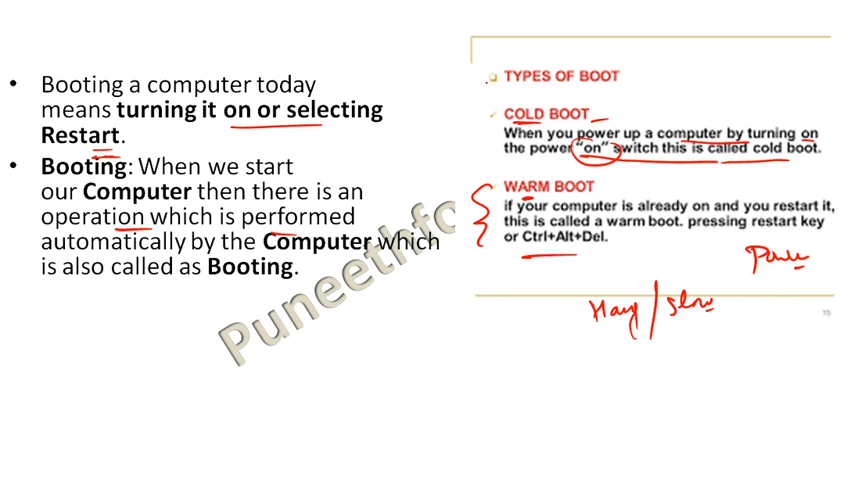 • Booting a computer today
means turning it on or selecting
Restart.
• Booting: When we start
our Computer then there is an
operation which is performed
automatically by the Computer which
is also called as Booting.
Puneethfo
TYPES OF BOOT
COLD BOOT
When you power up a computer by turning on
the power "on" switch this is called cold boot.
WARM BOOT
if your computer is already on and you restart it,
this is called a warm boot. pressing restart key
or Ctrl+Alt+Del.
Power
Hang / slow